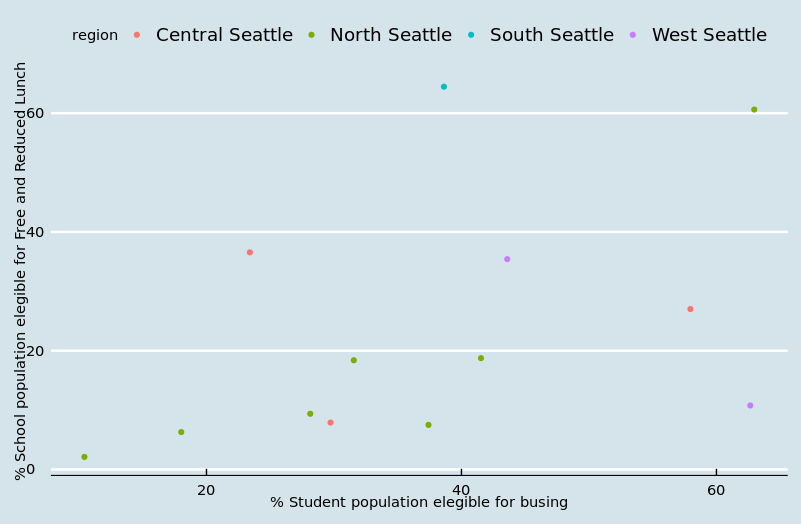 region Central Seattle North Seattle South Seattle West Seattle
% School population elegible for Free and Reduced Lunch
60
40
20
0
20 40 60
% Student population elegible for busing